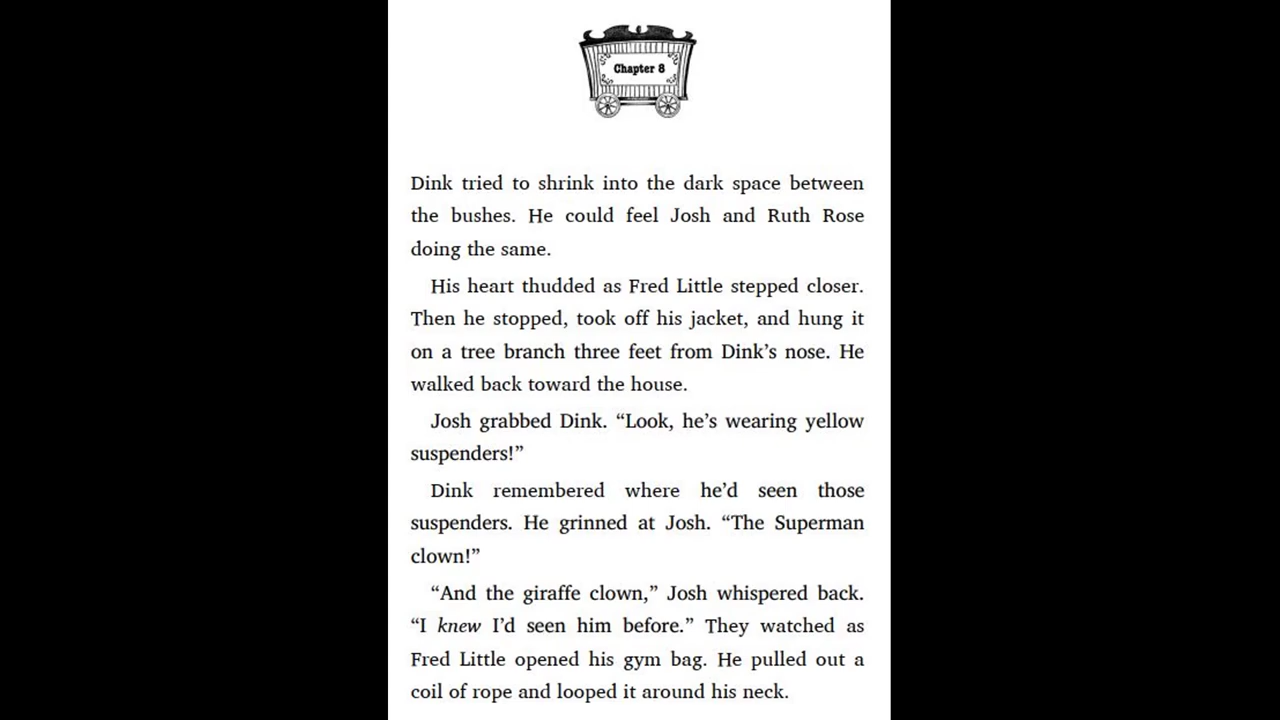 Chapter 8
Dink tried to shrink into the dark space between
the bushes. He could feel Josh and Ruth Rose
doing the same.
His heart thudded as Fred Little stepped closer.
Then he stopped, took off his jacket, and hung it
on a tree branch three feet from Dink’s nose. He
walked back toward the house.
Josh grabbed Dink. “Look, he’s wearing yellow
suspenders!”
Dink remembered where he’d seen those
suspenders. He grinned at Josh. “The Superman
clown!”
“And the giraffe clown,” Josh whispered back.
“I knew I’d seen him before.” They watched as
Fred Little opened his gym bag. He pulled out a
coil of rope and looped it around his neck.